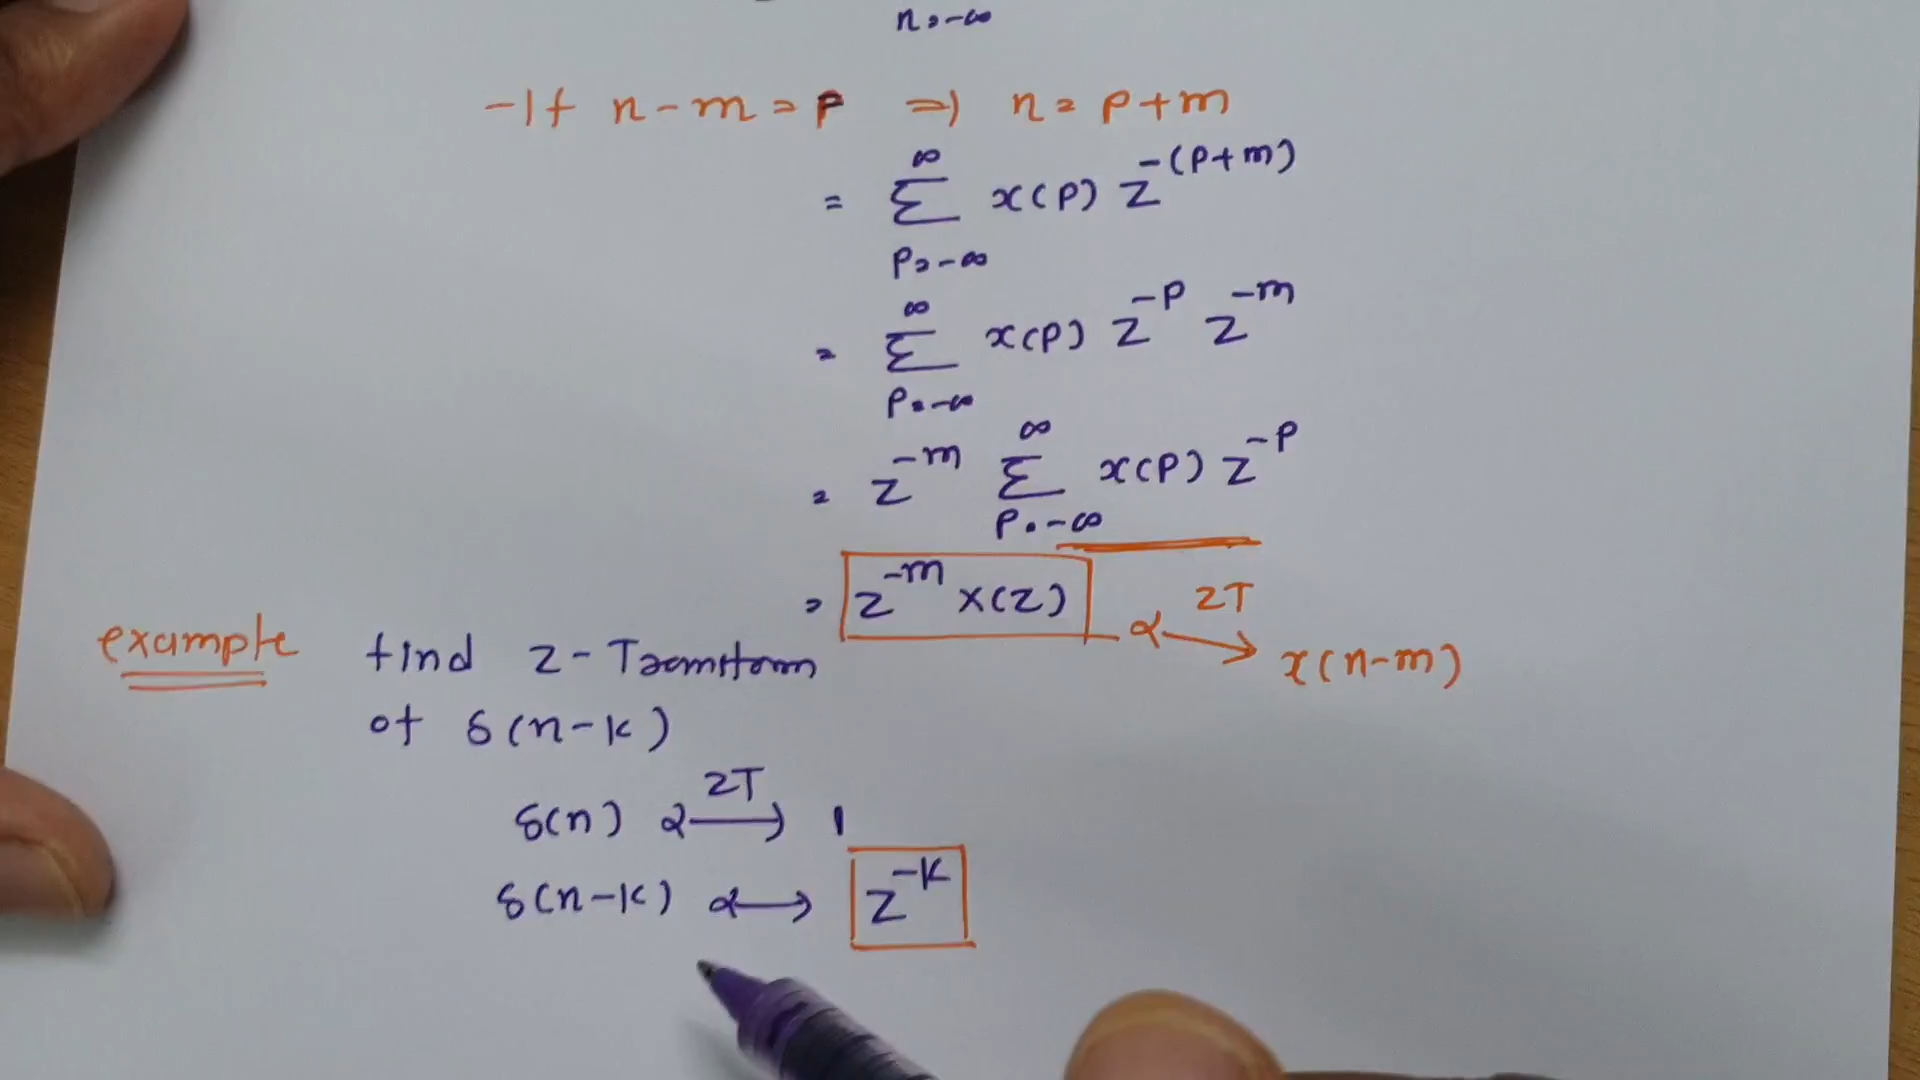 n=-∞
-If n-m=P ⇒ n=P+m
= ∞ Σ P=-∞ x(P) z^-(P+m)
= ∞ Σ P=-∞ x(P) z^-P z^-m
= z^-m ∞ Σ P=-∞ x(P) z^-P
= z^-m X(z) ⟷ ZT x(n-m)
example find z-Transform
of δ(n-k)
δ(n) ⟷ ZT 1
δ(n-k) ⟷ z^-k